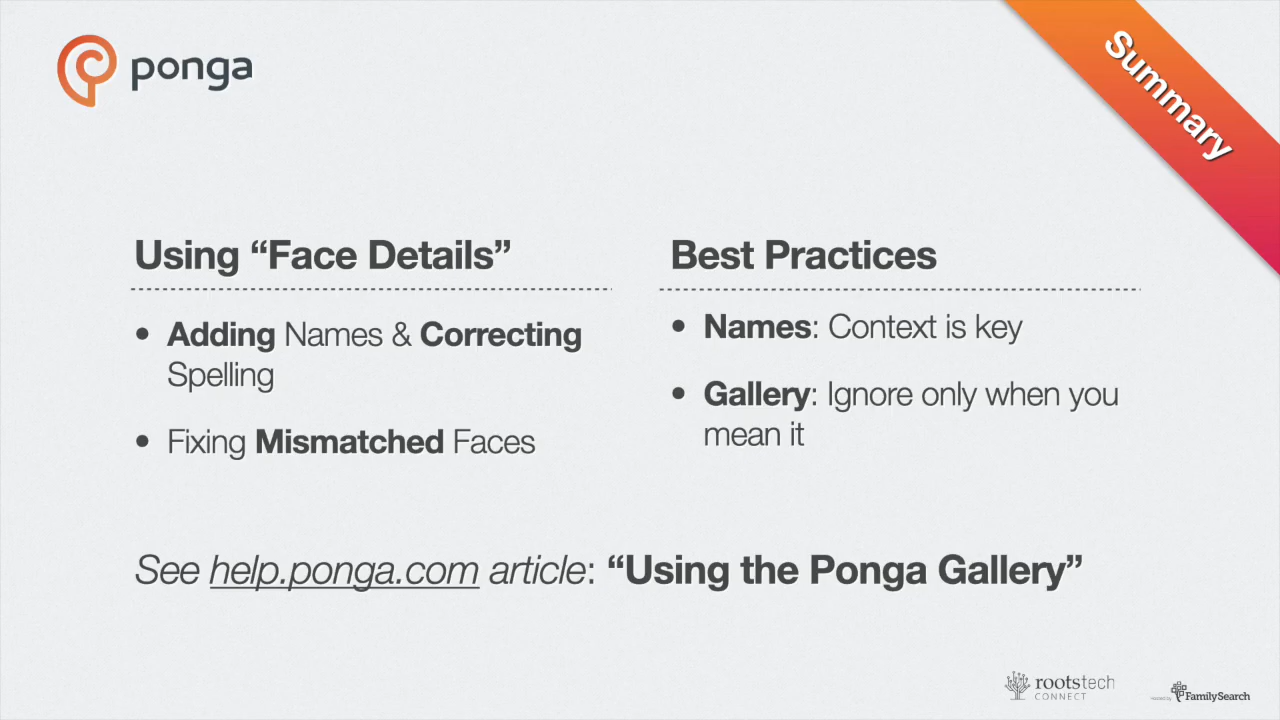 ponga
Summary
Using “Face Details”
• Adding Names & Correcting
Spelling
• Fixing Mismatched Faces
Best Practices
• Names: Context is key
• Gallery: Ignore only when you
mean it
See help.ponga.com article: “Using the Ponga Gallery”
rootstech
CONNECT
FamilySearch